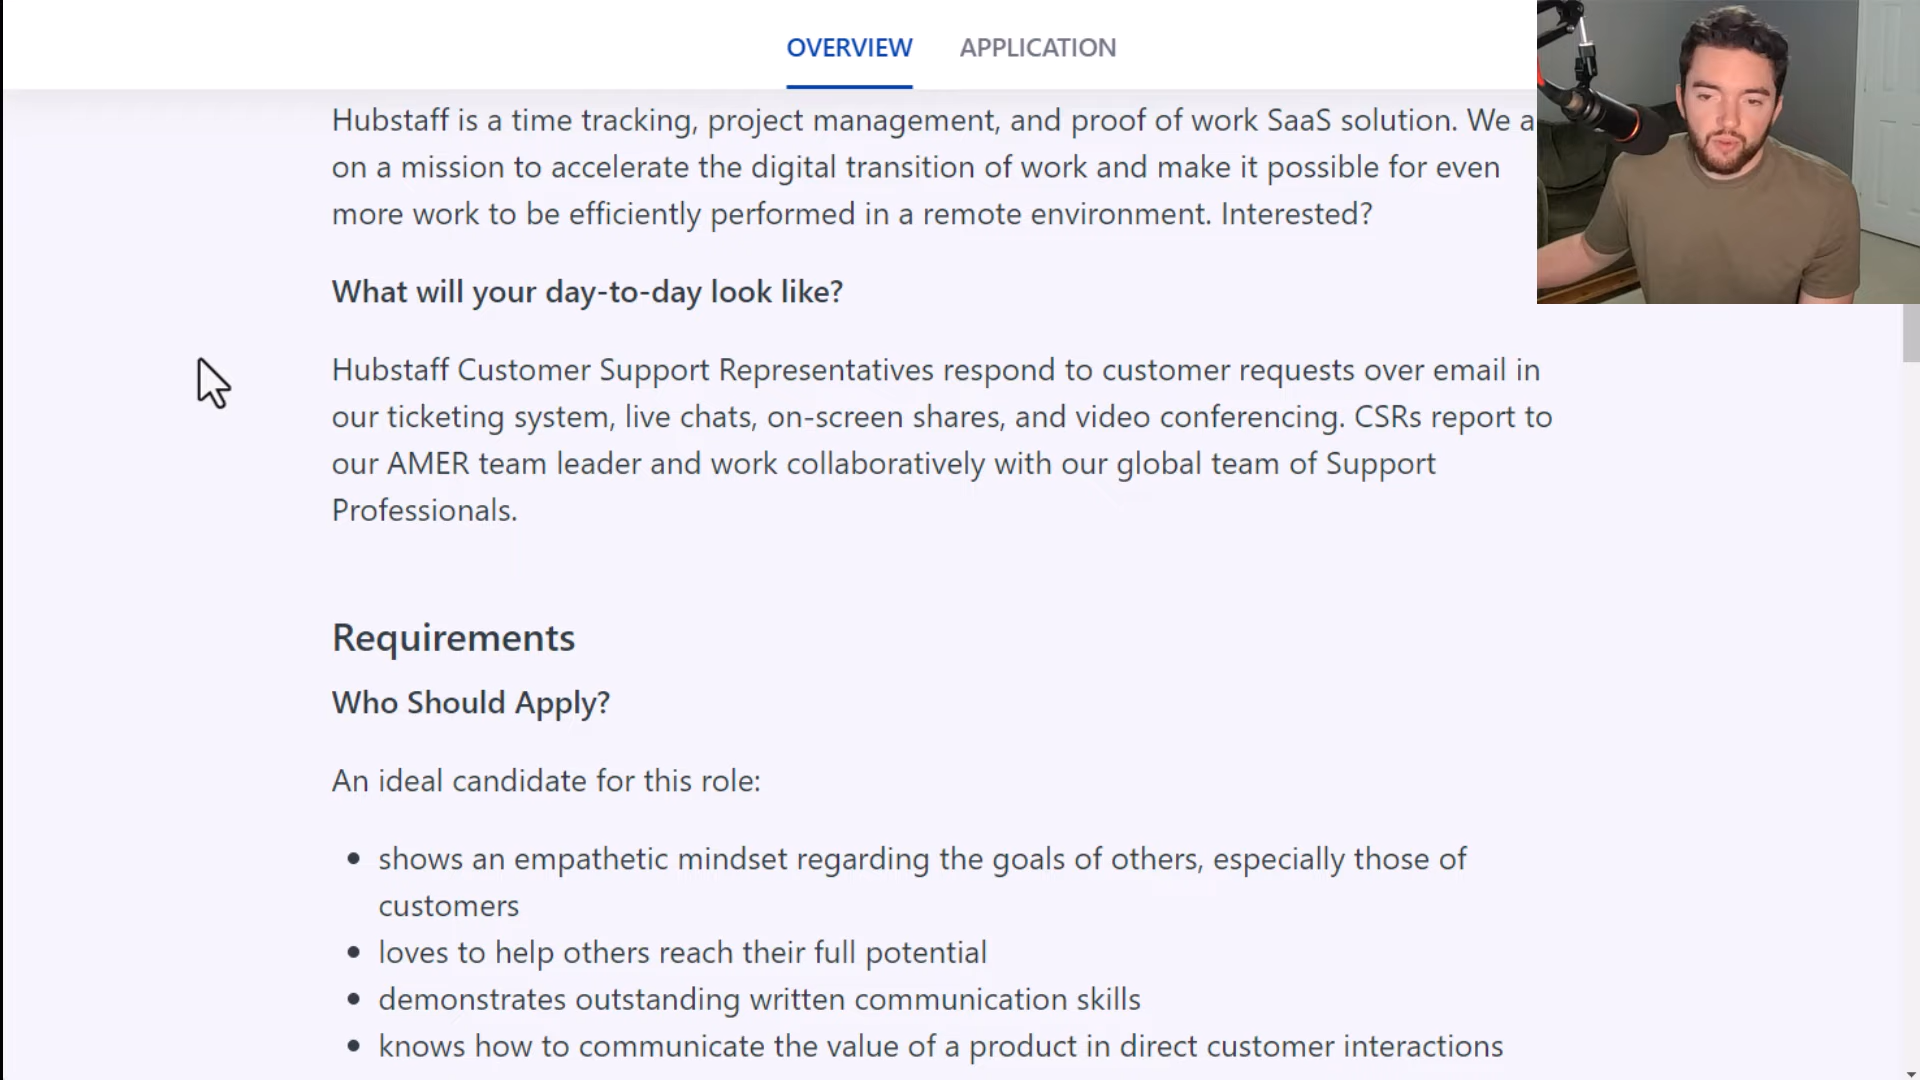 OVERVIEW APPLICATION
Hubstaff is a time tracking, project management, and proof of work SaaS solution. We a
on a mission to accelerate the digital transition of work and make it possible for even
more work to be efficiently performed in a remote environment. Interested?
What will your day-to-day look like?
Hubstaff Customer Support Representatives respond to customer requests over email in
our ticketing system, live chats, on-screen shares, and video conferencing. CSRs report to
our AMER team leader and work collaboratively with our global team of Support
Professionals.
Requirements
Who Should Apply?
An ideal candidate for this role:
• shows an empathetic mindset regarding the goals of others, especially those of
customers
• loves to help others reach their full potential
• demonstrates outstanding written communication skills
• knows how to communicate the value of a product in direct customer interactions